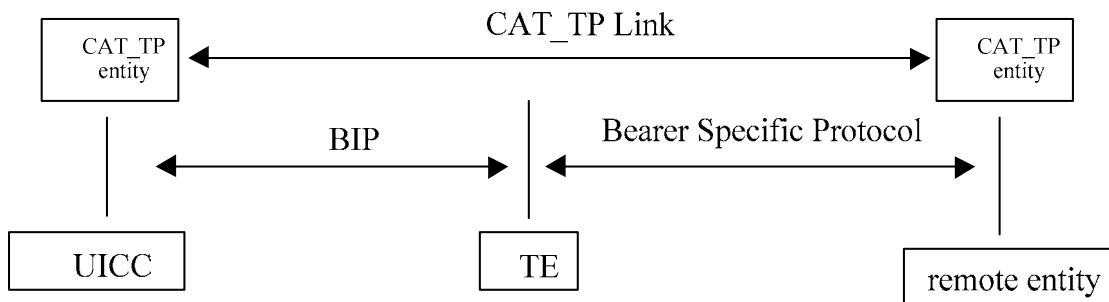 CAT_TP Link
CAT_TP
entity
CAT_TP
entity
BIP
Bearer Specific Protocol
UICC
TE
remote entity